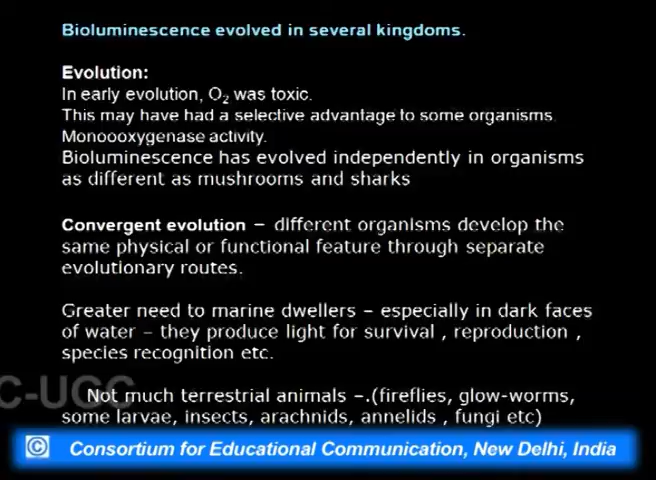 Bioluminescence evolved in several kingdoms.
Evolution:
In early evolution, O₂ was toxic.
This may have had a selective advantage to some organisms
Monoooxygenase activity.
Bioluminescence has evolved independently in organisms
as different as mushrooms and sharks
Convergent evolution – different organisms develop the
same physical or functional feature through separate
evolutionary routes.
Greater need to marine dwellers – especially in dark faces
of water – they produce light for survival , reproduction ,
species recognition etc.
Not much terrestrial animals –.(fireflies, glow-worms,
C-UGC
some larvae, insects, arachnids, annelids , fungi etc)
© Consortium for Educational Communication, New Delhi, India